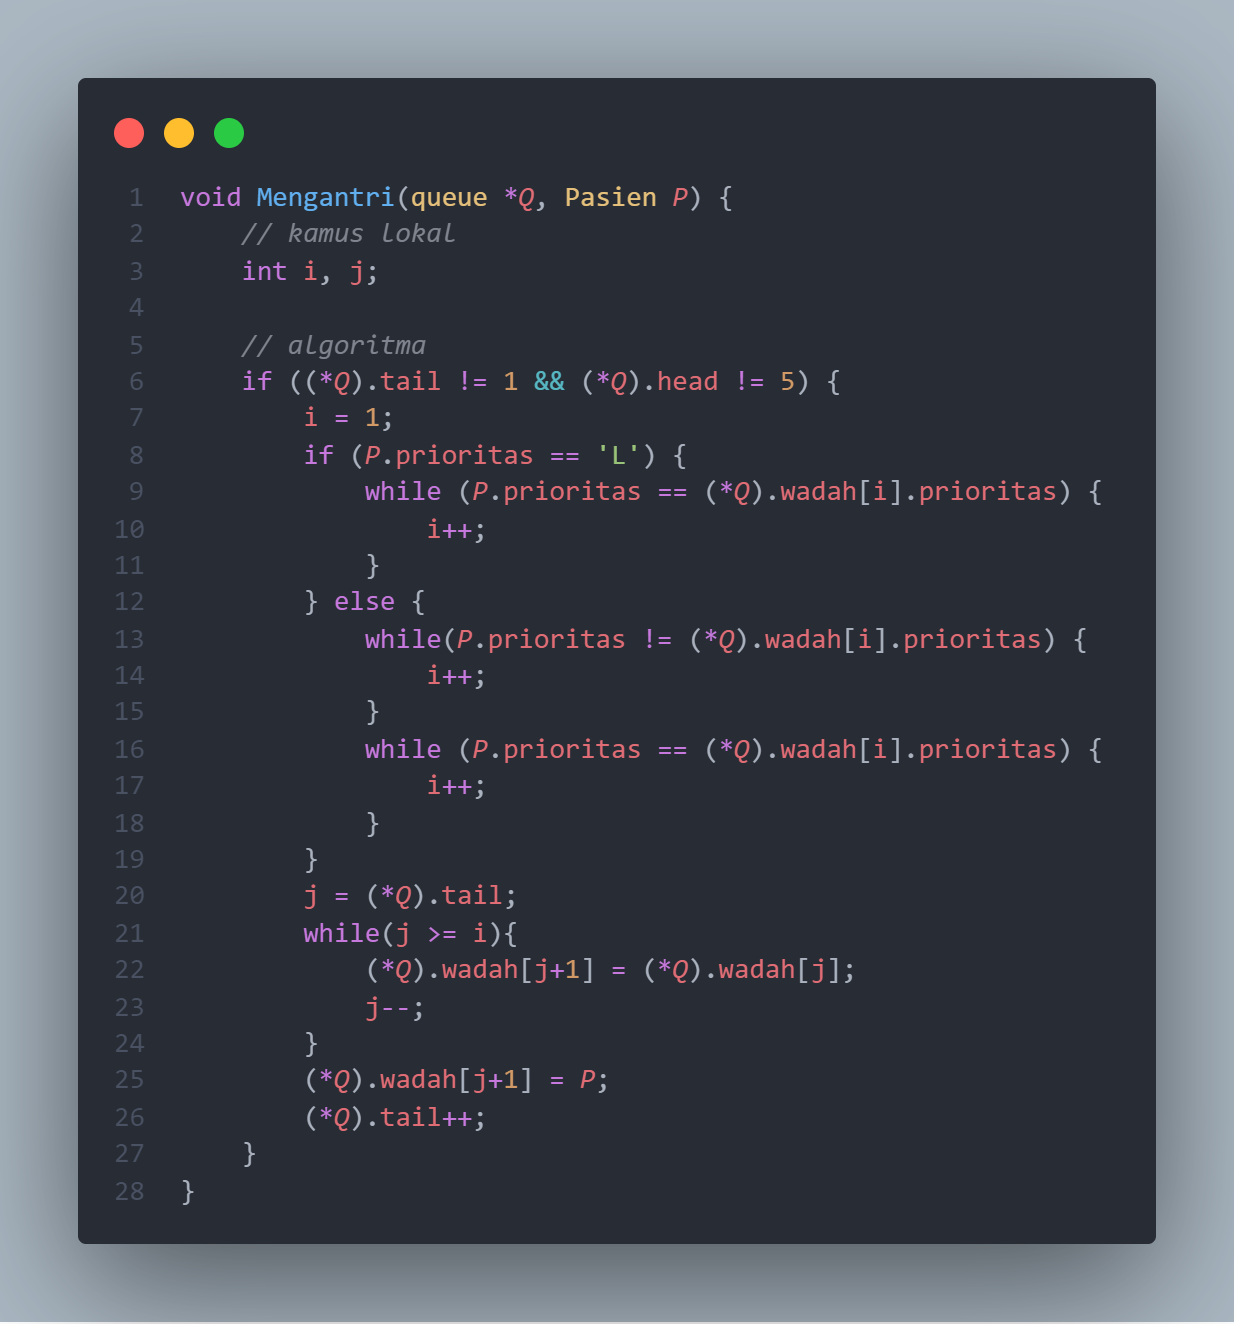 1 void Mengantri(queue *Q, Pasien P) {
2     // kamus lokal
3     int i, j;
4
5     // algoritma
6     if ((*Q).tail != 1 && (*Q).head != 5) {
7         i = 1;
8         if (P.prioritas == 'L') {
9             while (P.prioritas == (*Q).wadah[i].prioritas) {
10                 i++;
11             }
12         } else {
13             while(P.prioritas != (*Q).wadah[i].prioritas) {
14                 i++;
15             }
16             while (P.prioritas == (*Q).wadah[i].prioritas) {
17                 i++;
18             }
19         }
20         j = (*Q).tail;
21         while(j >= i){
22             (*Q).wadah[j+1] = (*Q).wadah[j];
23             j--;
24         }
25         (*Q).wadah[j+1] = P;
26         (*Q).tail++;
27     }
28 }